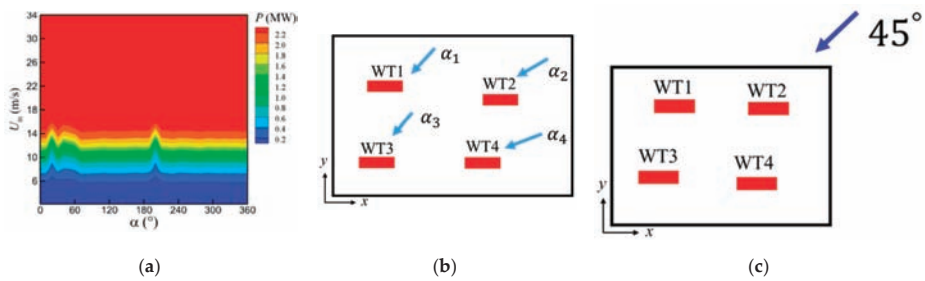 P (MW)
34
30
26
22
18
14
10
6
U∞ (m/s)
0 60 120 180 240 300 360
α (°)
2.2
2.0
1.8
1.6
1.4
1.2
1.0
0.8
0.6
0.4
0.2
(a)
WT1 α₁
WT2 α₂
WT3 α₃
WT4 α₄
y
x
(b)
45°
WT1
WT2
WT3
WT4
y
x
(c)